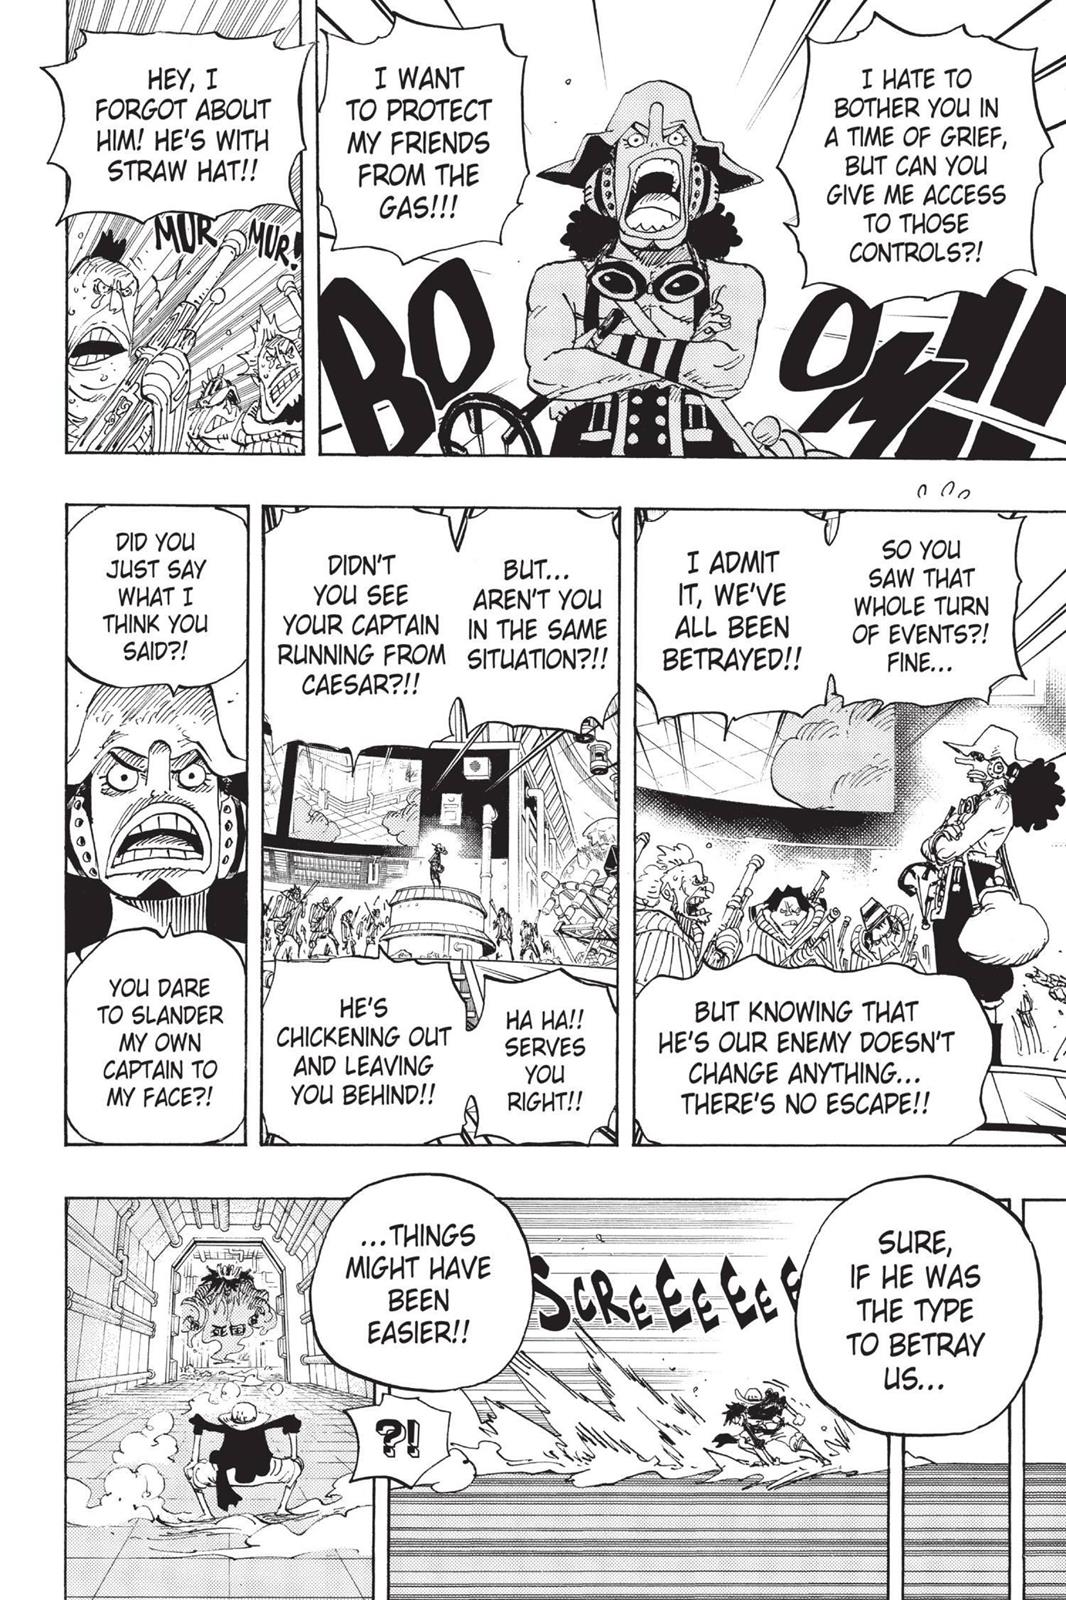 I HATE TO
BOTHER YOU IN
A TIME OF GRIEF,
BUT CAN YOU
GIVE ME ACCESS
TO THOSE
CONTROLS?!
I WANT
TO PROTECT
MY FRIENDS
FROM THE
GAS!!!
BOOM!!
HEY, I
FORGOT ABOUT
HIM! HE'S WITH
STRAW HAT!!
MUR
MUR!
SO YOU
SAW THAT
WHOLE TURN
OF EVENTS?!
FINE...
I ADMIT
IT, WE'VE
ALL BEEN
BETRAYED!!
BUT KNOWING THAT
HE'S OUR ENEMY DOESN'T
CHANGE ANYTHING...
THERE'S NO ESCAPE!!
BUT...
AREN'T YOU
IN THE SAME
SITUATION?!!
DIDN'T
YOU SEE
YOUR CAPTAIN
RUNNING FROM
CAESAR?!!
HA HA!!
SERVES
YOU
RIGHT!!
HE'S
CHICKENING OUT
AND LEAVING
YOU BEHIND!!
DID YOU
JUST SAY
WHAT I
THINK YOU
SAID?!
YOU DARE
TO SLANDER
MY OWN
CAPTAIN TO
MY FACE?!
SURE,
IF HE WAS
THE TYPE
TO BETRAY
US...
SCREEEEEE
...THINGS
MIGHT HAVE
BEEN
EASIER!!
?!
死国